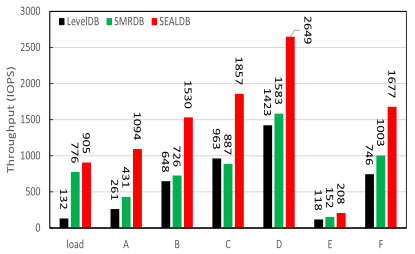 3000
2500
2000
1500
1000
500
0
Throughput (IOPS)
LevelDB SMRDB SEALDB
132 776 905
261 431 1094
648 726 1530
963 887 1857
1423 1583 2649
118 152 208
746 1003 1677
load A B C D E F